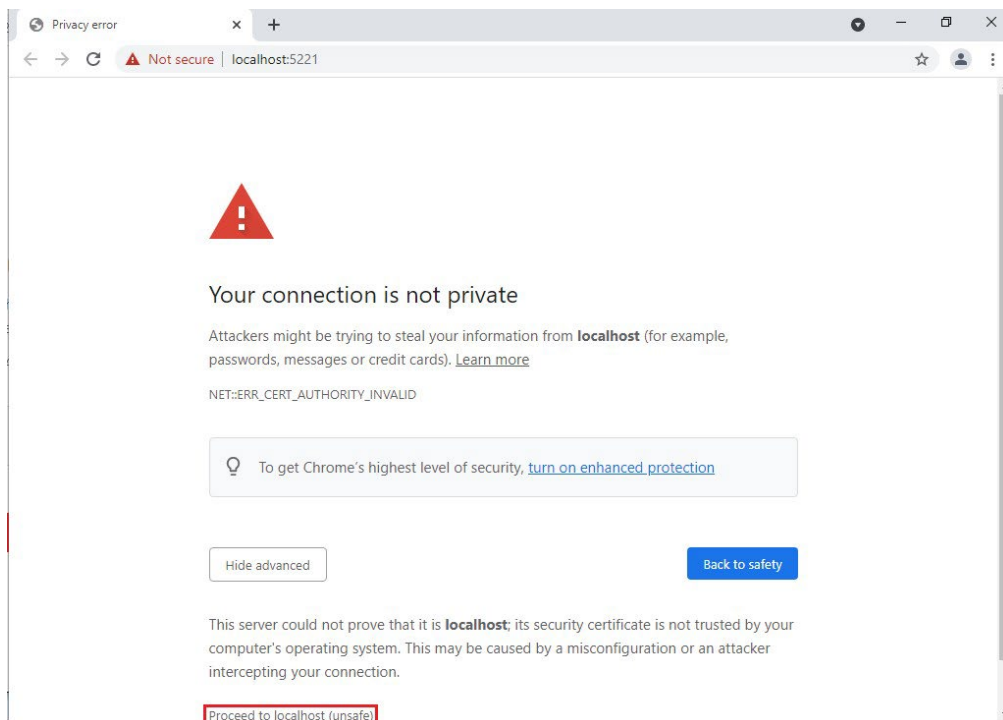 Privacy error
Not secure | localhost:5221
Your connection is not private
Attackers might be trying to steal your information from localhost (for example,
passwords, messages or credit cards). Learn more
NET::ERR_CERT_AUTHORITY_INVALID
To get Chrome's highest level of security, turn on enhanced protection
Hide advanced
Back to safety
This server could not prove that it is localhost; its security certificate is not trusted by your
computer's operating system. This may be caused by a misconfiguration or an attacker
intercepting your connection.
Proceed to localhost (unsafe)